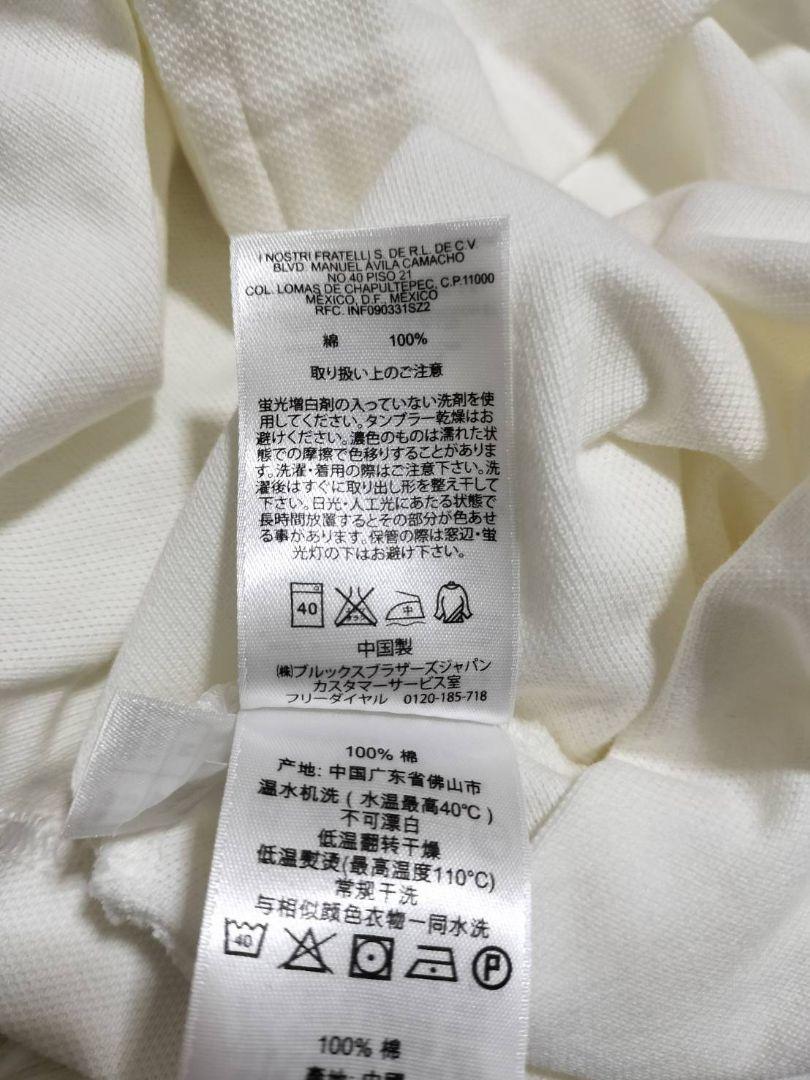 I NOSTRI FRATELLI S. DE R.L. DE C.V.
BLVD. MANUEL AVILA CAMACHO
NO.40 PISO 21
COL. LOMAS DE CHAPULTEPEC, C.P.11000
MEXICO, D.F., MEXICO
RFC. INF090331SZ2
綿 100%
取り扱い上のご注意
蛍光増白剤の入っていない洗剤を使
用してください。タンブラー乾燥はお
避けください。濃色のものは濡れた状
態での摩擦で色移りすることがありま
す。洗濯・着用の際はご注意下さい。洗
濯後はすぐに取り出し形を整え干して
下さい。日光・人工光にあたる状態で
長時間放置するとその部分が色あせ
る事があります。保管の際は窓辺・蛍
光灯の下はお避け下さい。
40 エンソ サラシ 中
中国製
(株)ブルックスブラザーズジャパン
カスタマーサービス室
フリーダイヤル 0120-185-718
100% 棉
产地: 中国广东省佛山市
温水机洗 ( 水温最高40℃ )
不可漂白
低温翻转干燥
低温熨烫(最高温度110℃)
常规干洗
与相似颜色衣物一同水洗
40 P
100% 棉
產地: 中國